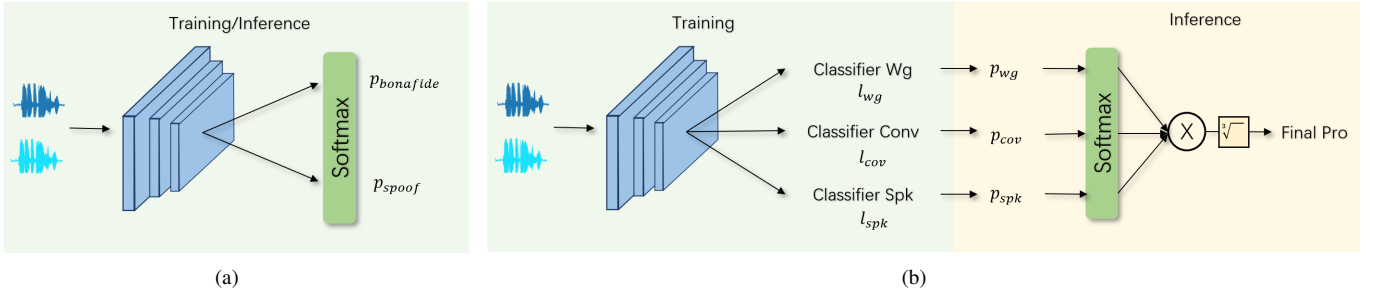 Training/Inference
p_bonafide
Softmax
p_spoof
(a)
Training
Inference
Classifier Wg
l_wg
p_wg
Classifier Conv
l_cov
p_cov
Classifier Spk
l_spk
p_spk
Softmax
X
∛
Final Pro
(b)